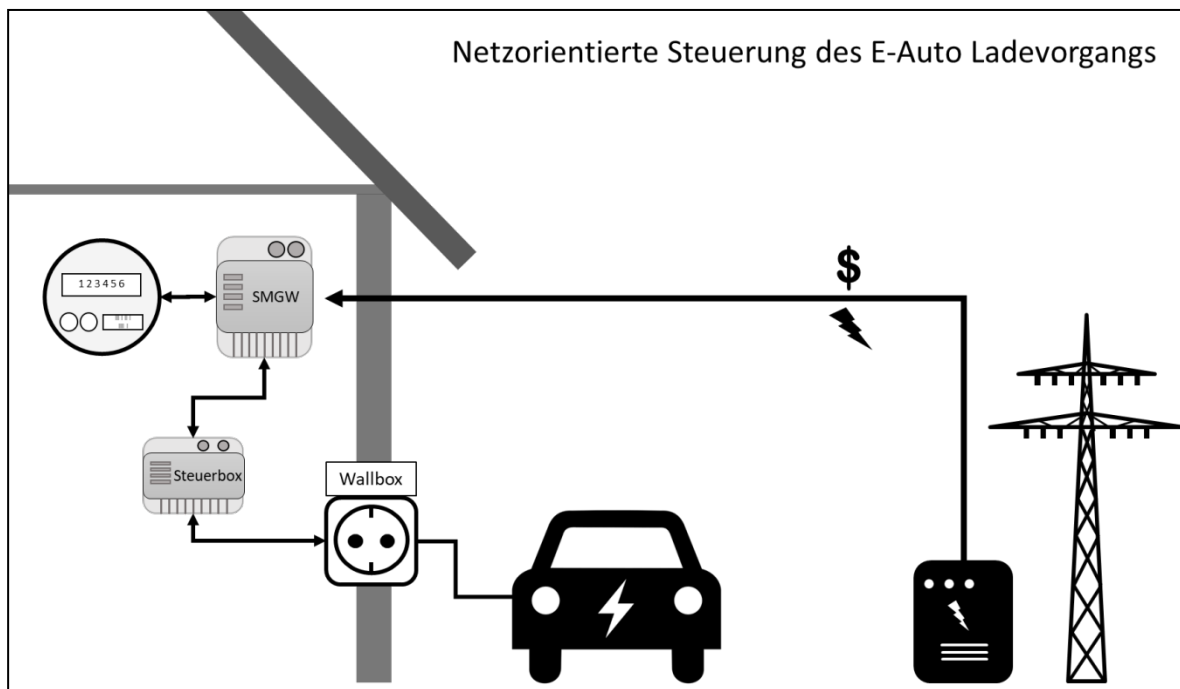 Netzorientierte Steuerung des E-Auto Ladevorgangs
$
123456
SMGW
Steuerbox
Wallbox